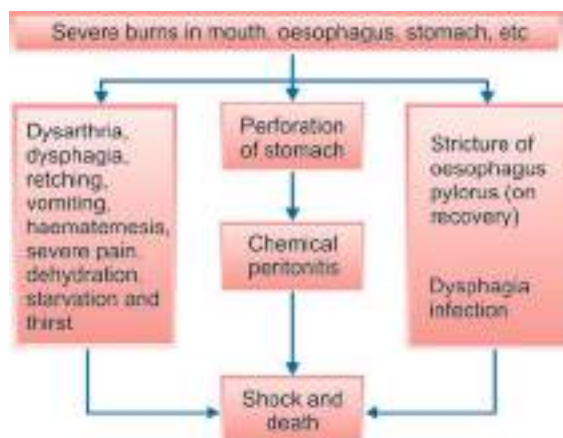 Severe burns in mouth, oesophagus, stomach, etc
Dysarthria,
dysphagia,
retching,
vomiting,
haematemesis,
severe pain,
dehydration,
starvation and
thirst
Perforation
of stomach
Chemical
peritonitis
Stricture of
oesophagus
pylorus (on
recovery)
Dysphagia
infection
Shock and
death